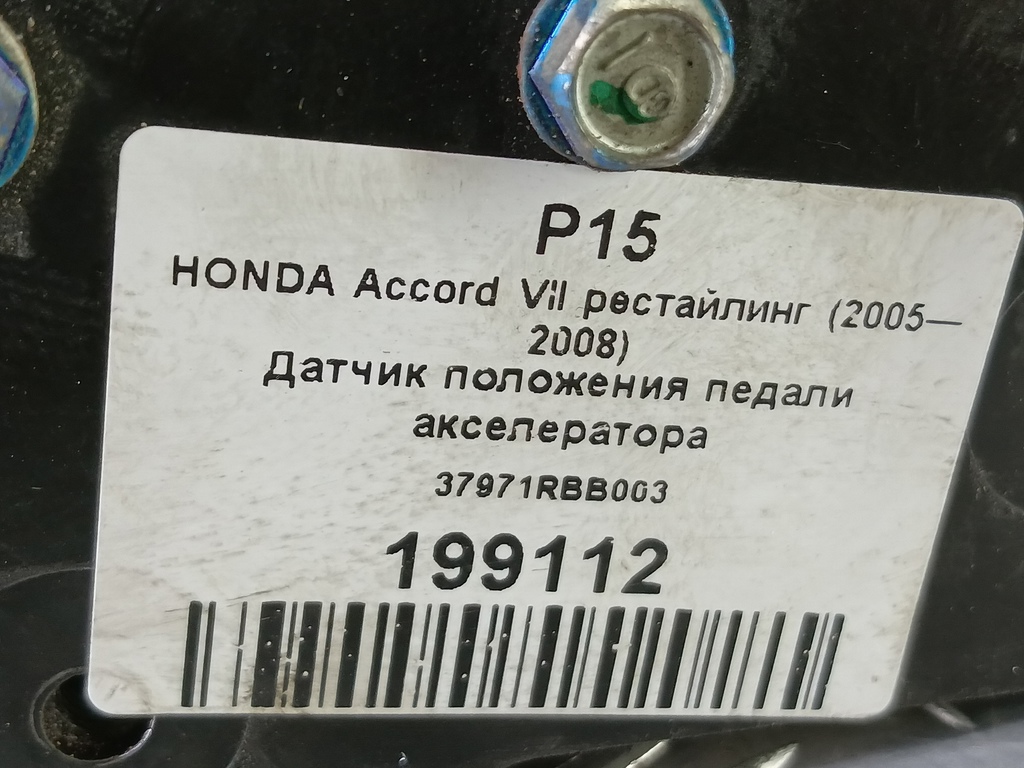 P15
HONDA Accord VII рестайлинг (2005—
2008)
Датчик положения педали
акселератора
37971RBB003
199112